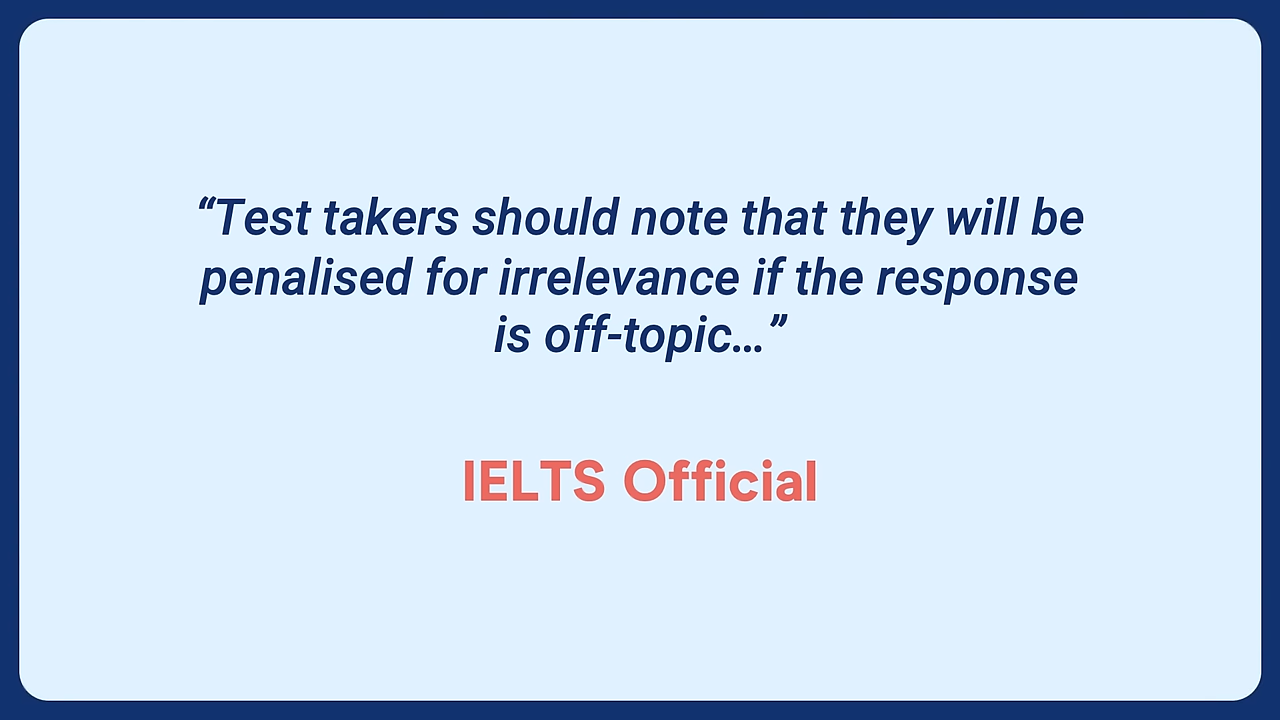 “Test takers should note that they will be
penalised for irrelevance if the response
is off-topic…”
IELTS Official